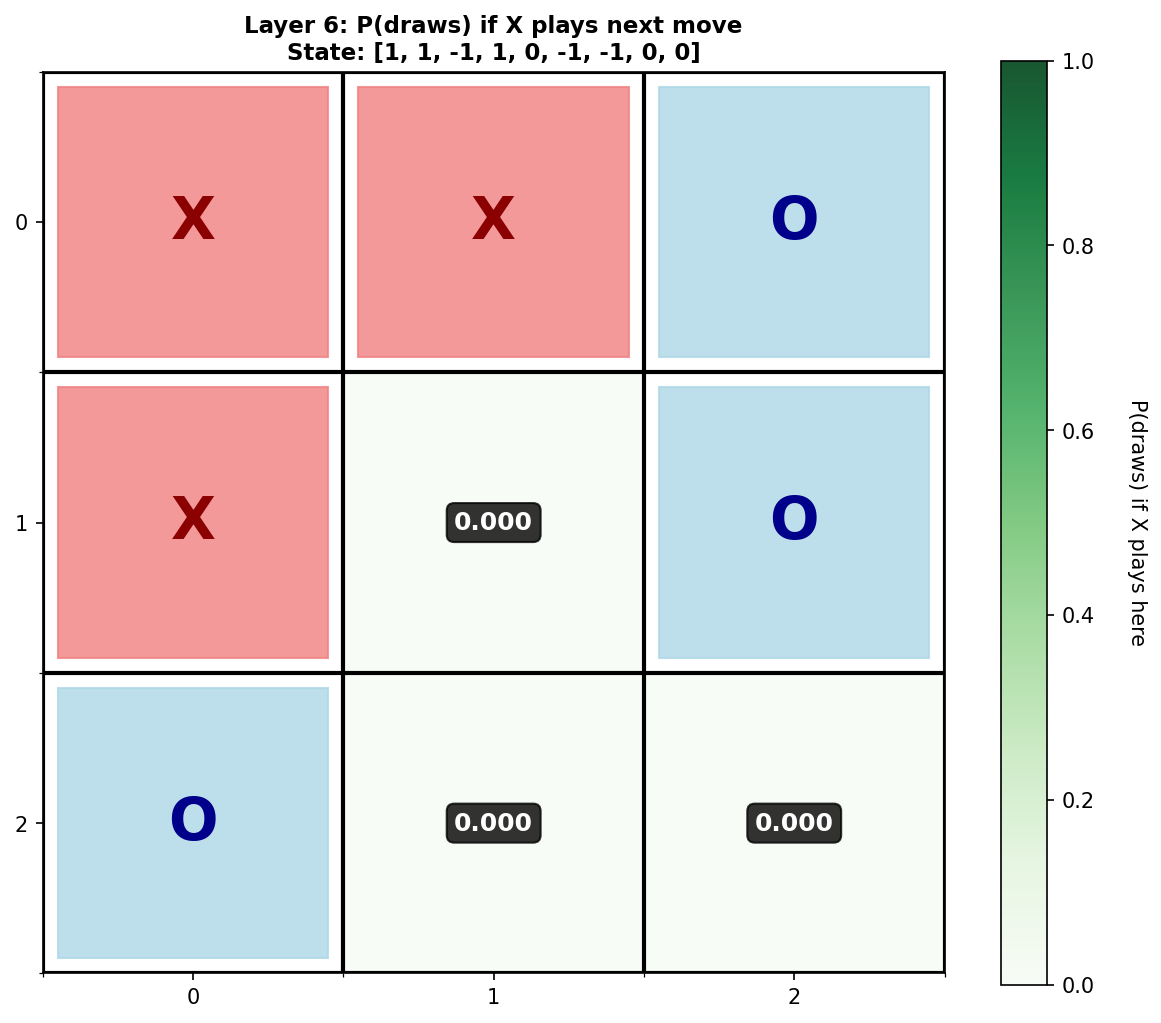 Layer 6: P(draws) if X plays next move
State: [1, 1, -1, 1, 0, -1, -1, 0, 0]
X
X
O
X
0.000
O
O
0.000
0.000
0
1
2
0
1
2
1.0
0.8
0.6
0.4
0.2
0.0
P(draws) if X plays here